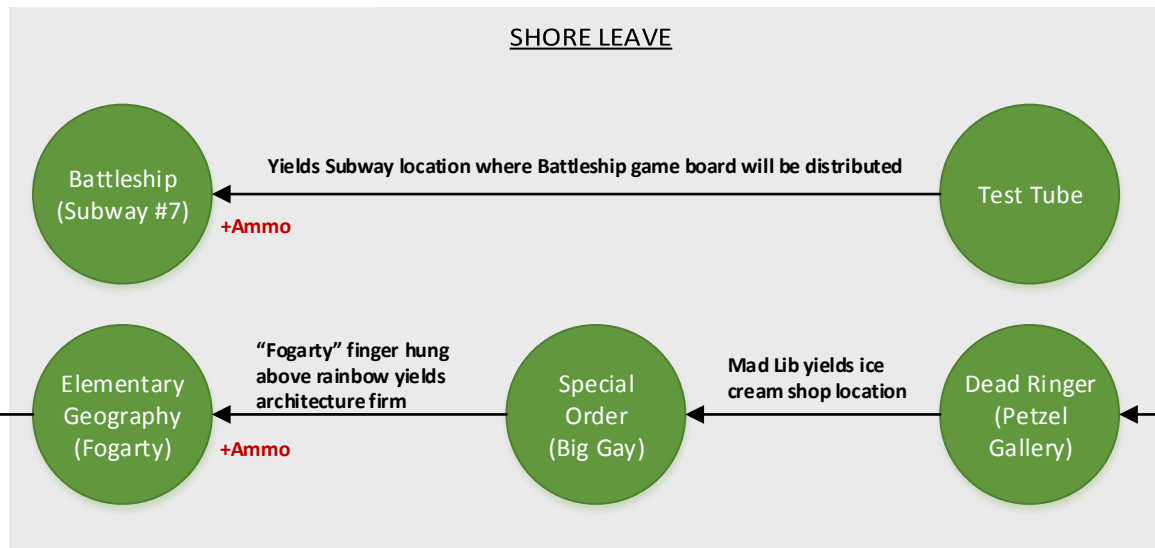 SHORE LEAVE
Battleship
(Subway #7)
Yields Subway location where Battleship game board will be distributed
+Ammo
Test Tube
Elementary
Geography
(Fogarty)
“Fogarty” finger hung
above rainbow yields
architecture firm
+Ammo
Special
Order
(Big Gay)
Mad Lib yields ice
cream shop location
Dead Ringer
(Petzel
Gallery)